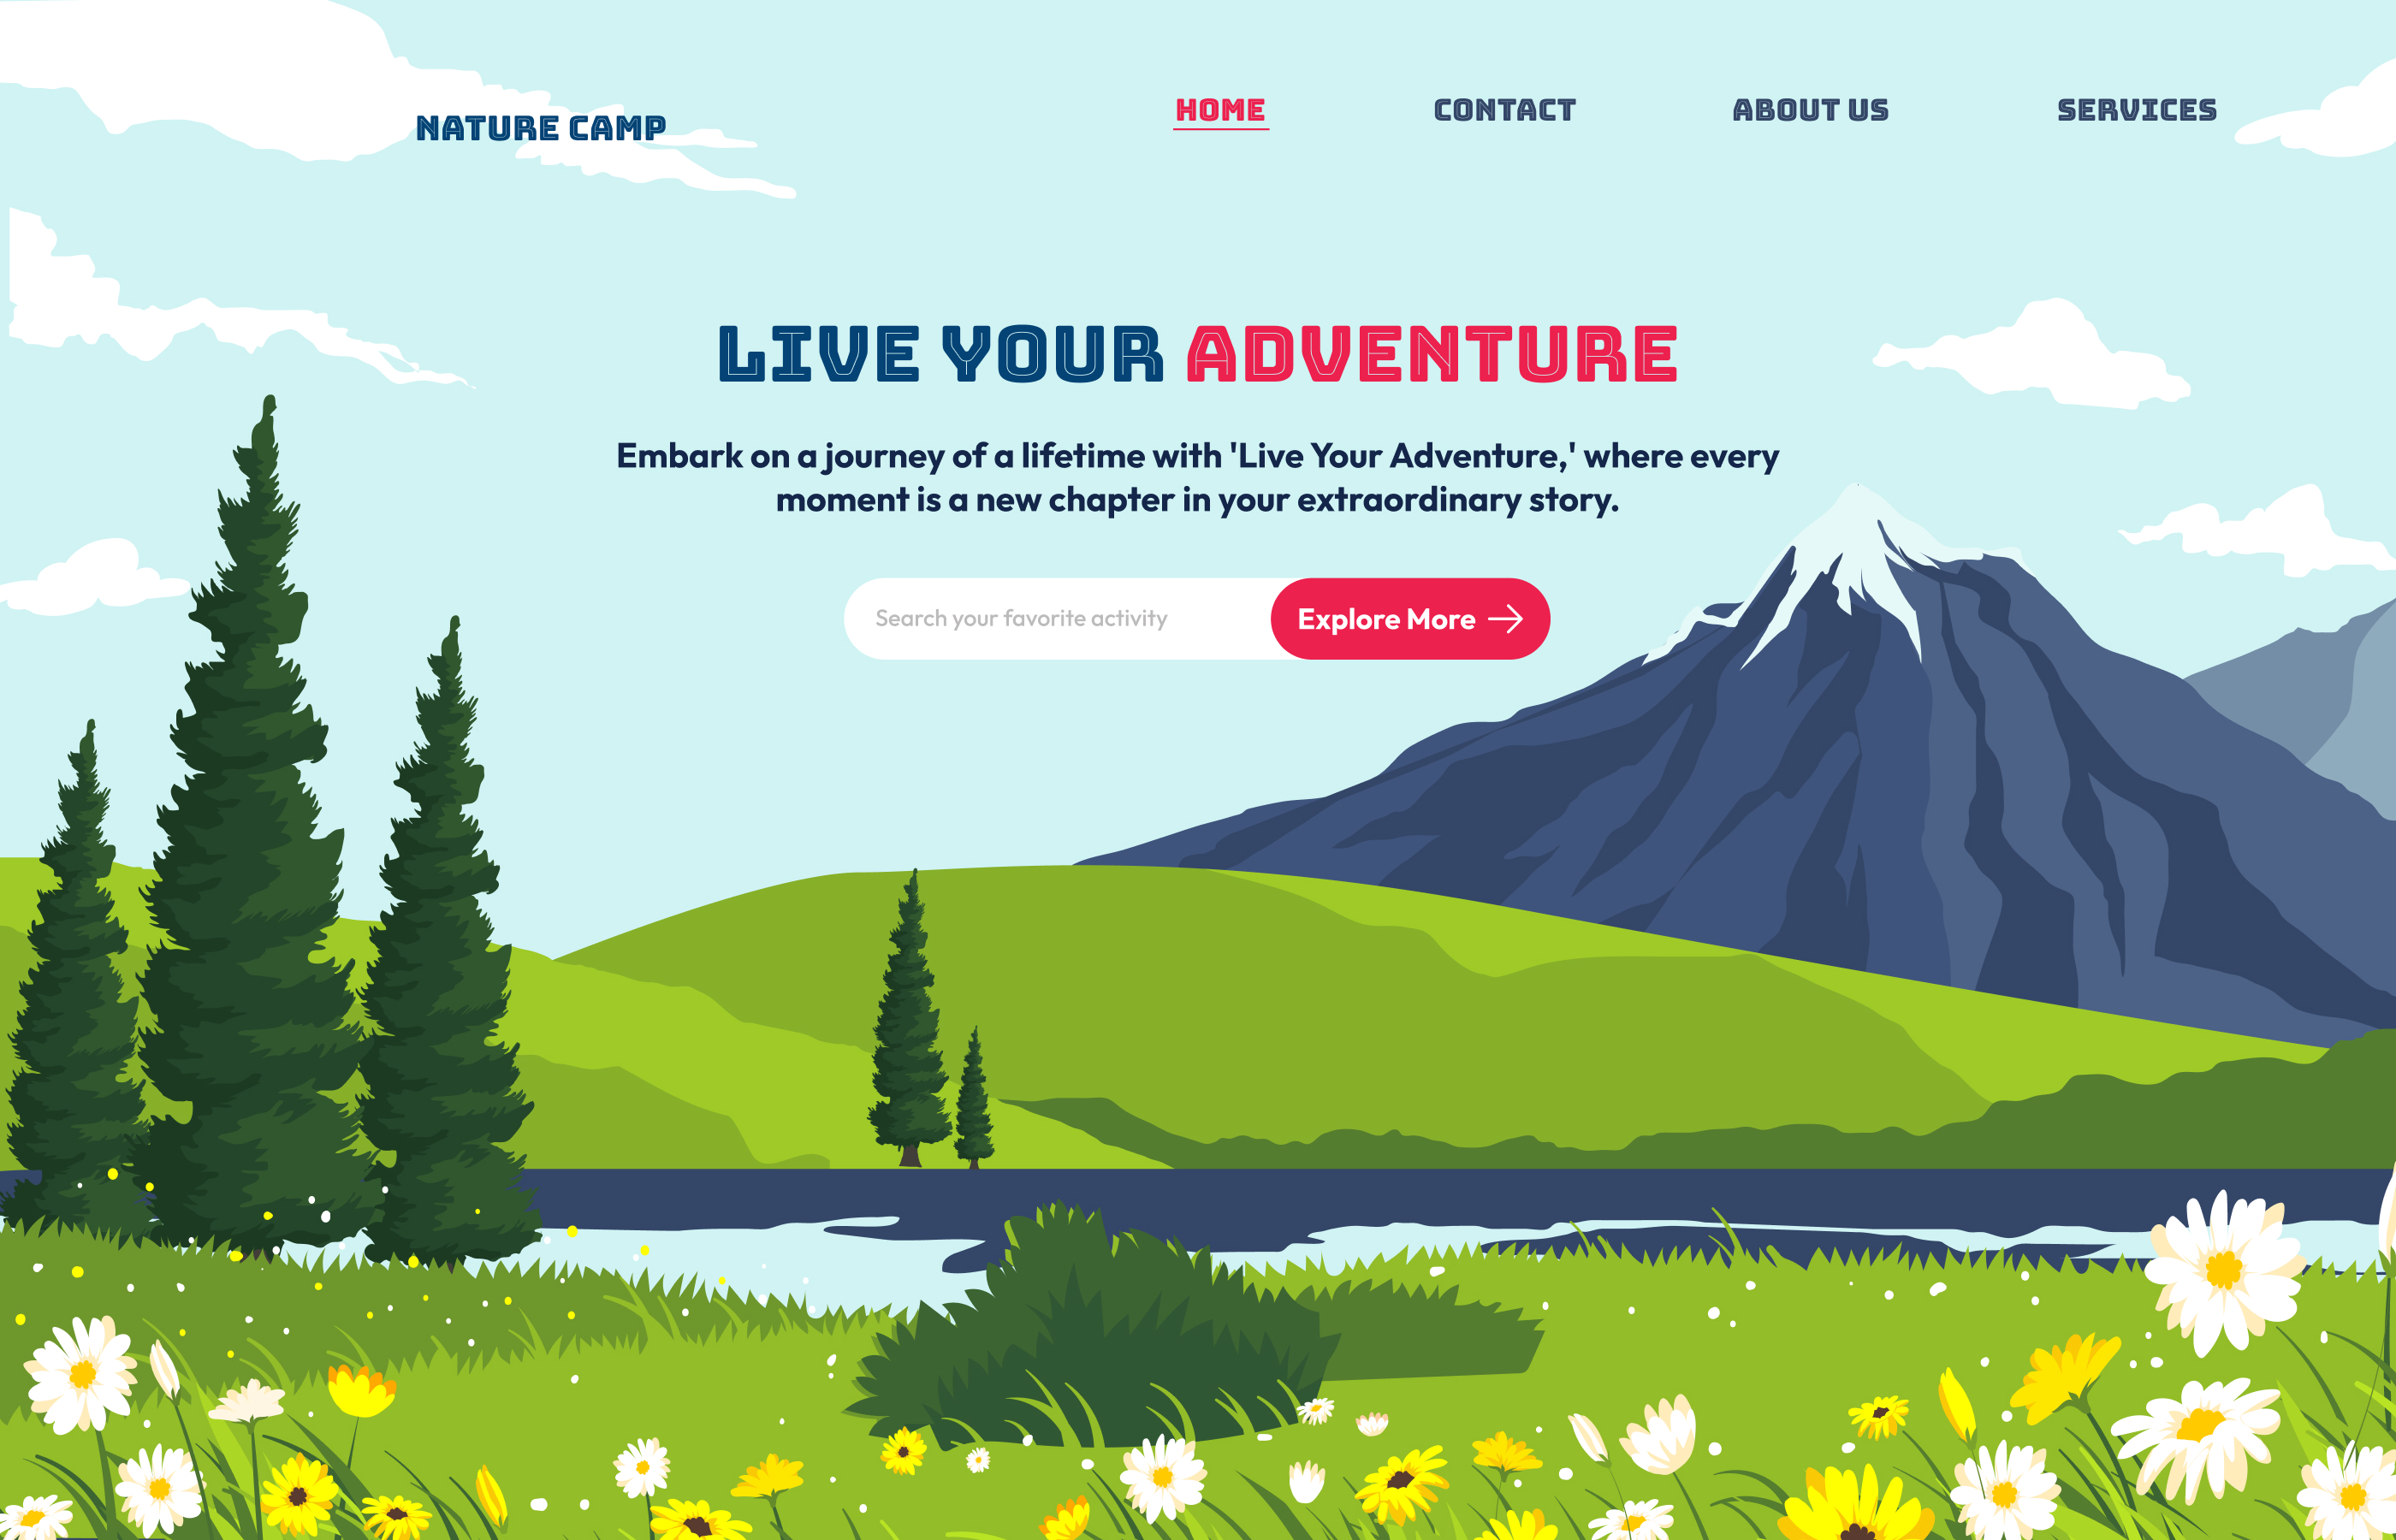 NATURE CAMP
HOME
CONTACT
ABOUT US
SERVICES
LIVE YOUR ADVENTURE
Embark on a journey of a lifetime with 'Live Your Adventure,' where every
moment is a new chapter in your extraordinary story.
Search your favorite activity
Explore More